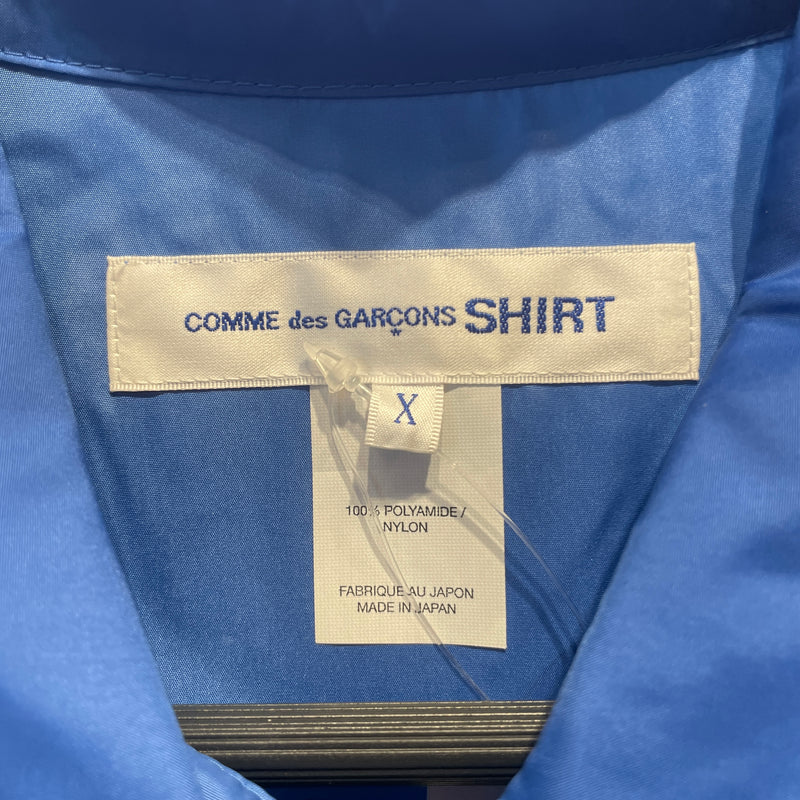 COMME des GARÇONS SHIRT
X
100% POLYAMIDE /
NYLON
FABRIQUE AU JAPON
MADE IN JAPAN